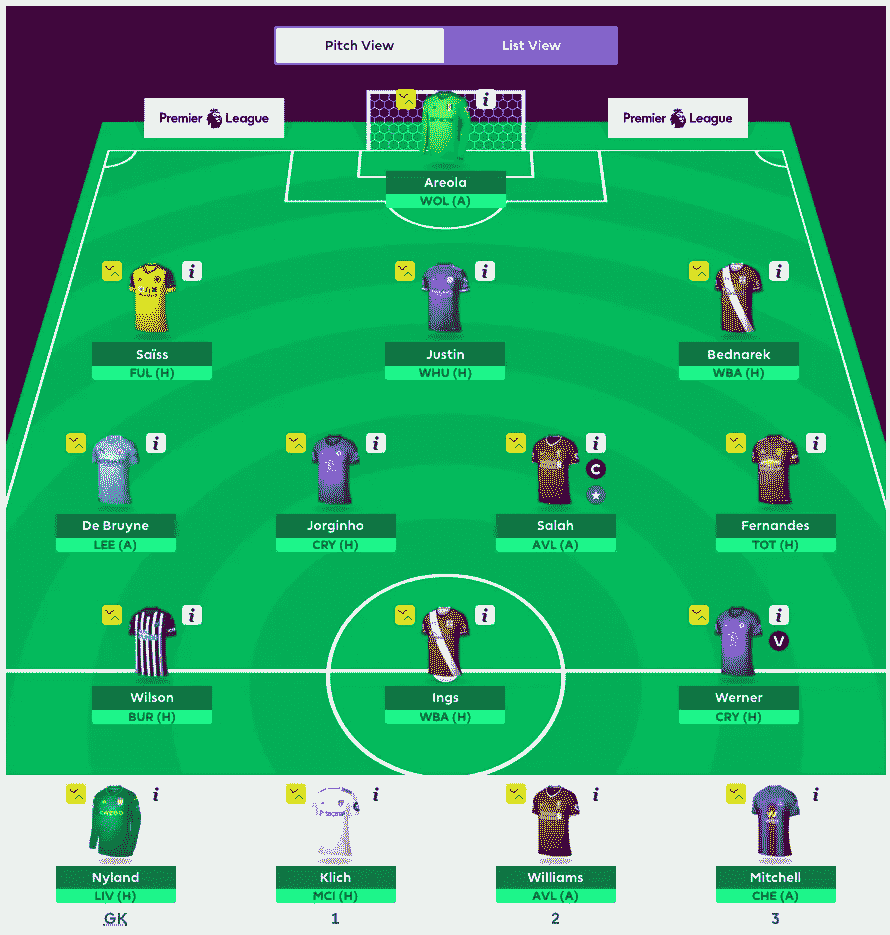 Pitch View List View
Premier League Premier League
i
Areola
WOL (A)
i i i
Saïss Justin Bednarek
FUL (H) WHU (H) WBA (H)
i i i i
C
De Bruyne Jorginho Salah Fernandes
LEE (A) CRY (H) AVL (A) TOT (H)
i i i
V
Wilson Ings Werner
BUR (H) WBA (H) CRY (H)
i i i i
Nyland Klich Williams Mitchell
LIV (H) MCI (H) AVL (A) CHE (A)
GK 1 2 3